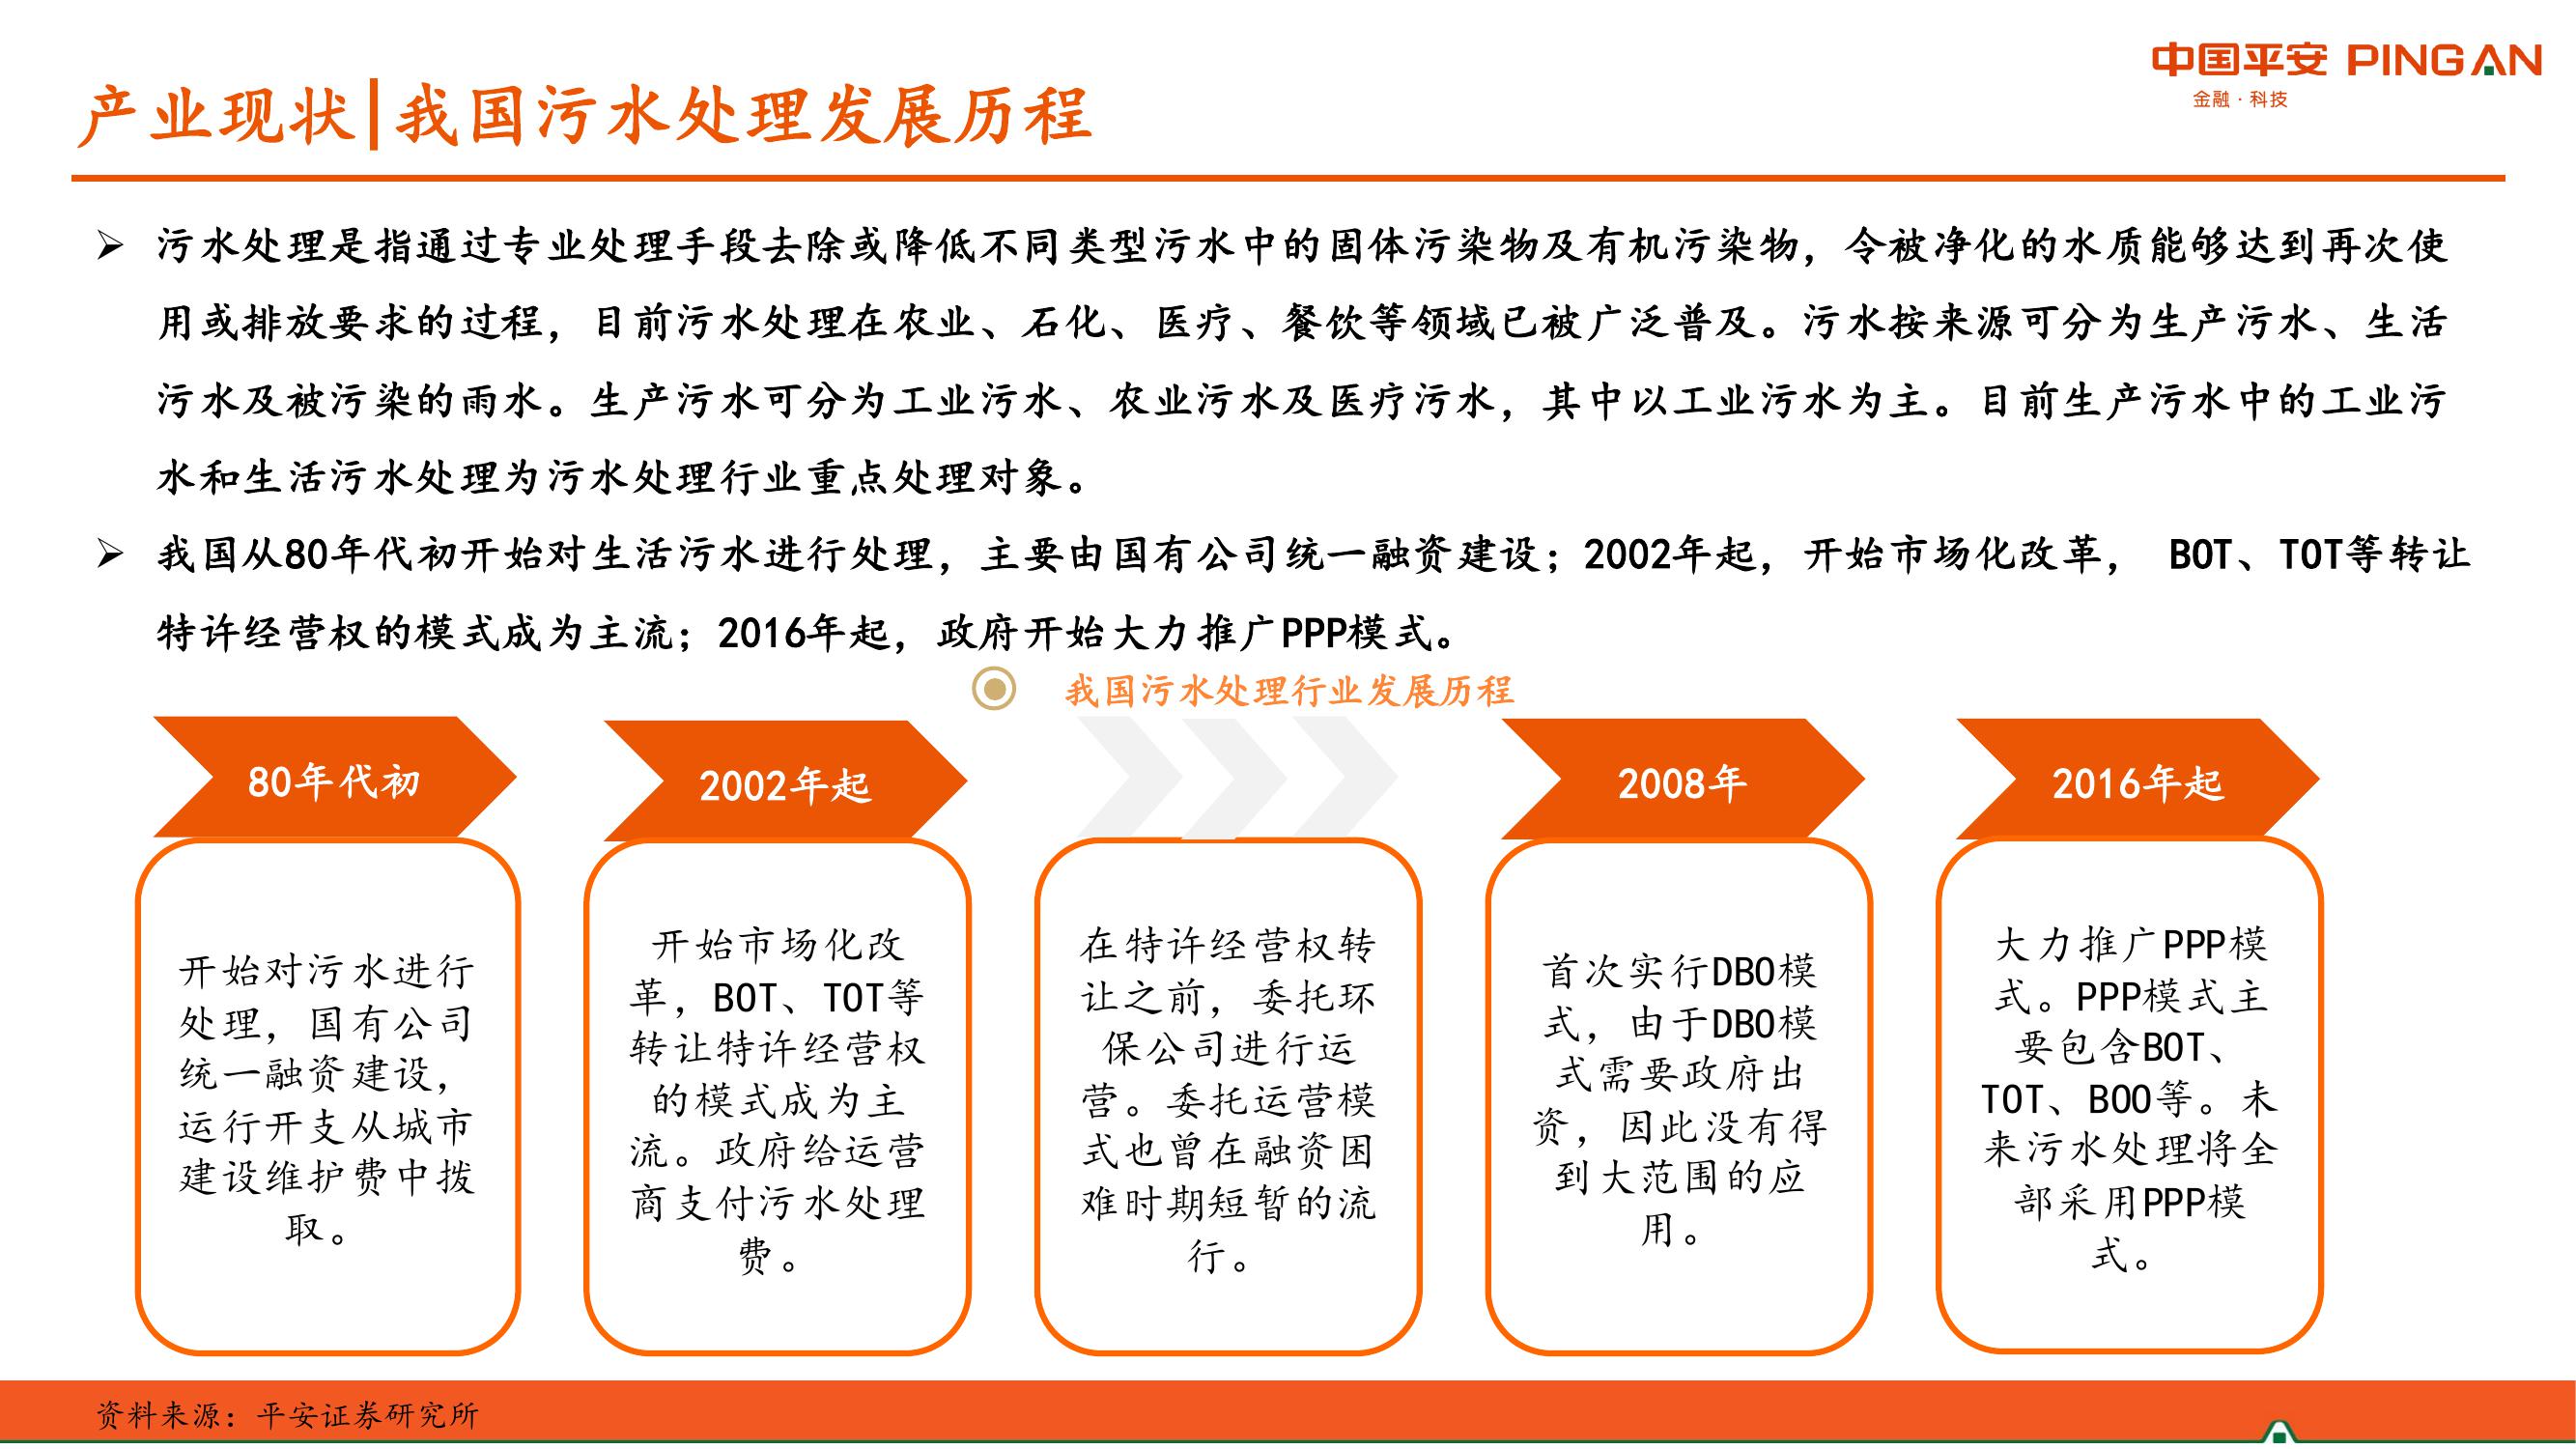 中国平安 PINGAN
金融·科技
产业现状|我国污水处理发展历程
污水处理是指通过专业处理手段去除或降低不同类型污水中的固体污染物及有机污染物，令被净化的水质能够达到再次使
用或排放要求的过程，目前污水处理在农业、石化、医疗、餐饮等领域已被广泛普及。污水按来源可分为生产污水、生活
污水及被污染的雨水。生产污水可分为工业污水、农业污水及医疗污水，其中以工业污水为主。目前生产污水中的工业污
水和生活污水处理为污水处理行业重点处理对象。
我国从80年代初开始对生活污水进行处理，主要由国有公司统一融资建设；2002年起，开始市场化改革， BOT、TOT等转让
特许经营权的模式成为主流；2016年起，政府开始大力推广PPP模式。
我国污水处理行业发展历程
80年代初
开始对污水进行
处理，国有公司
统一融资建设，
运行开支从城市
建设维护费中拨
取。
2002年起
开始市场化改
革，BOT、TOT等
转让特许经营权
的模式成为主
流。政府给运营
商支付污水处理
费。
在特许经营权转
让之前，委托环
保公司进行运
营。委托运营模
式也曾在融资困
难时期短暂的流
行。
2008年
首次实行DBO模
式，由于DBO模
式需要政府出
资，因此没有得
到大范围的应
用。
2016年起
大力推广PPP模
式。PPP模式主
要包含BOT、
TOT、BOO等。未
来污水处理将全
部采用PPP模
式。
资料来源：平安证券研究所